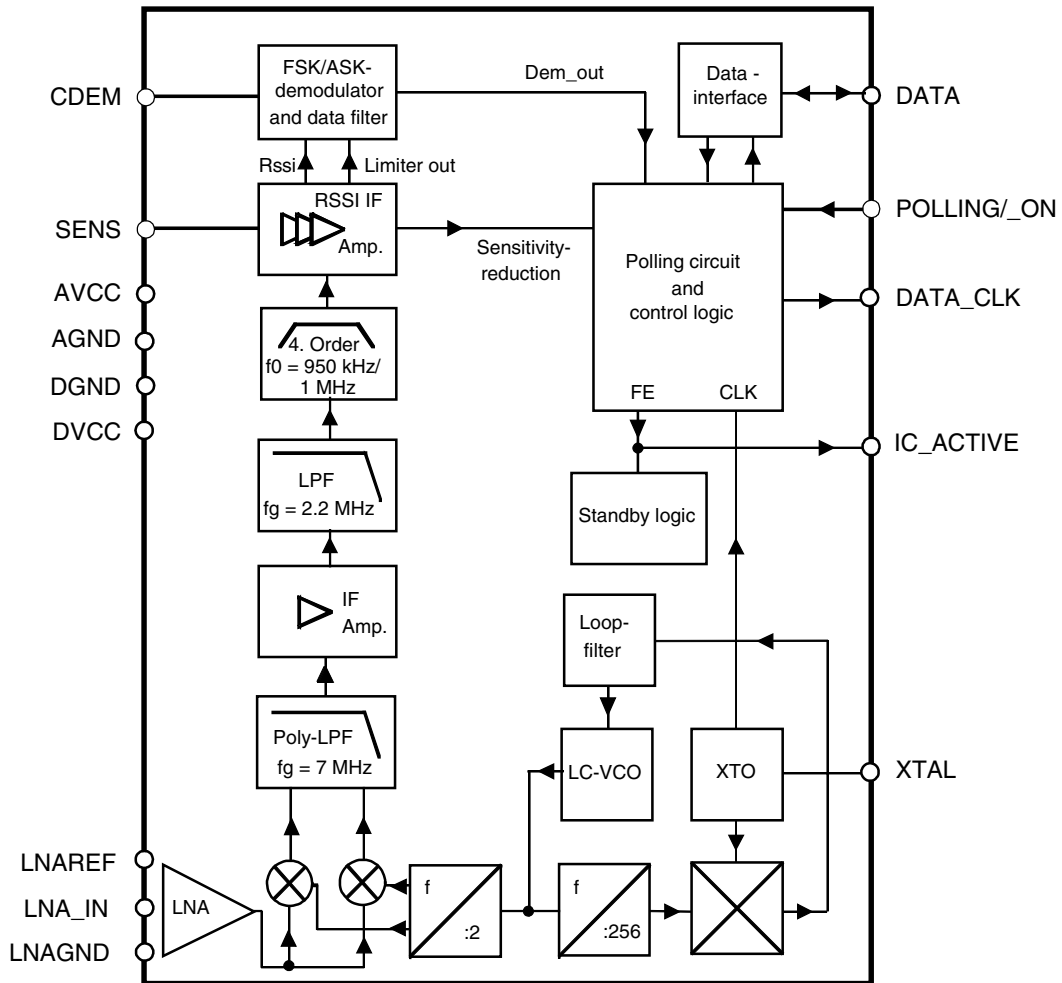 CDEM
SENS
AVCC
AGND
DGND
DVCC
LNAREF
LNA_IN
LNAGND
FSK/ASK-
demodulator
and data filter
Dem_out
Data -
interface
DATA
Rssi
Limiter out
RSSI IF
Amp.
Sensitivity-
reduction
Polling circuit
and
control logic
FE
CLK
POLLING/_ON
DATA_CLK
IC_ACTIVE
4. Order
f0 = 950 kHz/
1 MHz
LPF
fg = 2.2 MHz
Standby logic
IF
Amp.
Loop-
filter
Poly-LPF
fg = 7 MHz
LC-VCO
XTO
XTAL
LNA
f
:2
f
:256